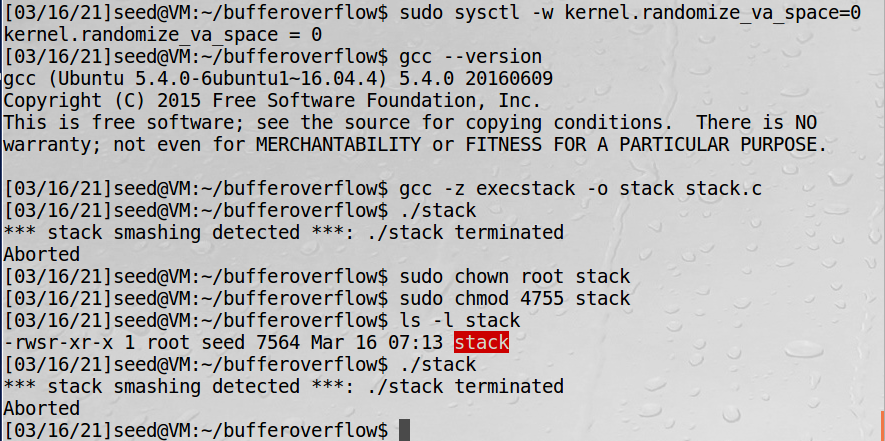 [03/16/21]seed@VM:~/bufferoverflow$ sudo sysctl -w kernel.randomize_va_space=0
kernel.randomize_va_space = 0
[03/16/21]seed@VM:~/bufferoverflow$ gcc --version
gcc (Ubuntu 5.4.0-6ubuntu1~16.04.4) 5.4.0 20160609
Copyright (C) 2015 Free Software Foundation, Inc.
This is free software; see the source for copying conditions.  There is NO
warranty; not even for MERCHANTABILITY or FITNESS FOR A PARTICULAR PURPOSE.

[03/16/21]seed@VM:~/bufferoverflow$ gcc -z execstack -o stack stack.c
[03/16/21]seed@VM:~/bufferoverflow$ ./stack
*** stack smashing detected ***: ./stack terminated
Aborted
[03/16/21]seed@VM:~/bufferoverflow$ sudo chown root stack
[03/16/21]seed@VM:~/bufferoverflow$ sudo chmod 4755 stack
[03/16/21]seed@VM:~/bufferoverflow$ ls -l stack
-rwsr-xr-x 1 root seed 7564 Mar 16 07:13 stack
[03/16/21]seed@VM:~/bufferoverflow$ ./stack
*** stack smashing detected ***: ./stack terminated
Aborted
[03/16/21]seed@VM:~/bufferoverflow$